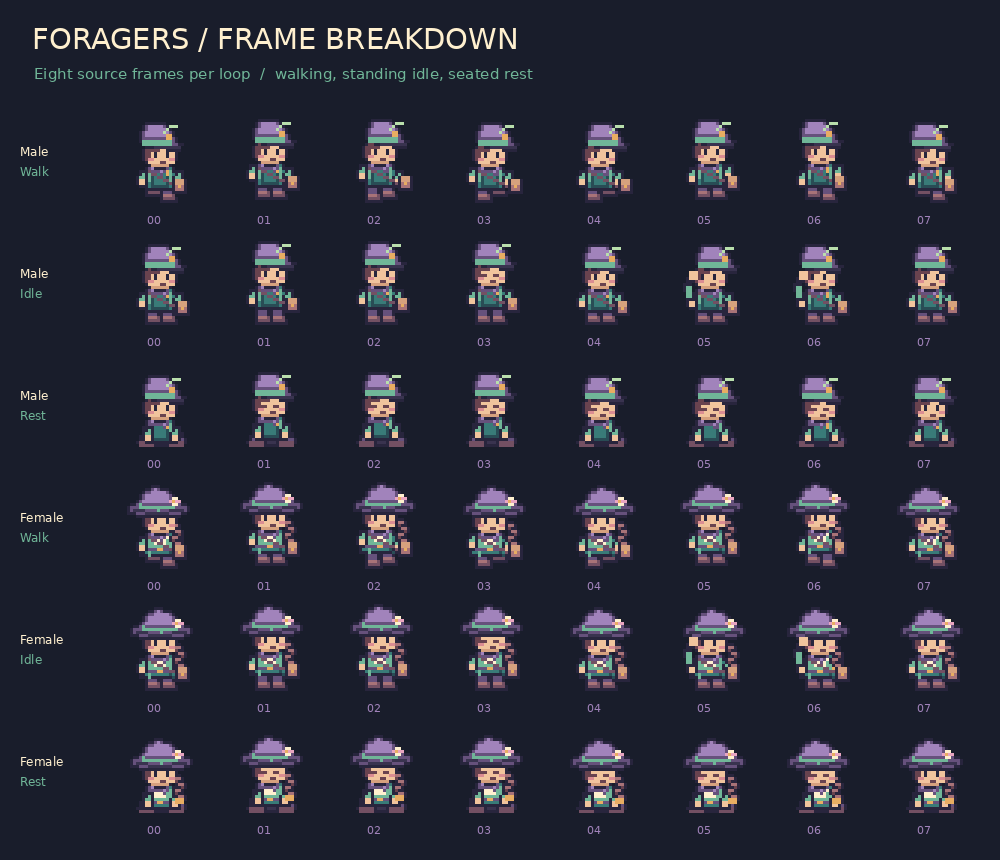 FORAGERS / FRAME BREAKDOWN
Eight source frames per loop / walking, standing idle, seated rest
Male
Walk
00 01 02 03 04 05 06 07
Male
Idle
00 01 02 03 04 05 06 07
Male
Rest
00 01 02 03 04 05 06 07
Female
Walk
00 01 02 03 04 05 06 07
Female
Idle
00 01 02 03 04 05 06 07
Female
Rest
00 01 02 03 04 05 06 07